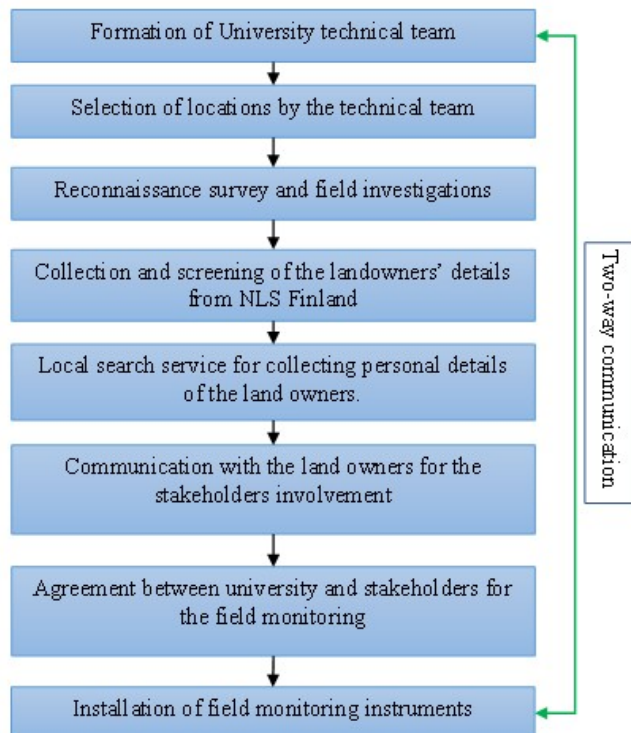 Formation of University technical team
Selection of locations by the technical team
Reconnaissance survey and field investigations
Collection and screening of the landowners’ details
from NLS Finland
Local search service for collecting personal details
of the land owners.
Communication with the land owners for the
stakeholders involvement
Agreement between university and stakeholders for
the field monitoring
Installation of field monitoring instruments
Two-way communication